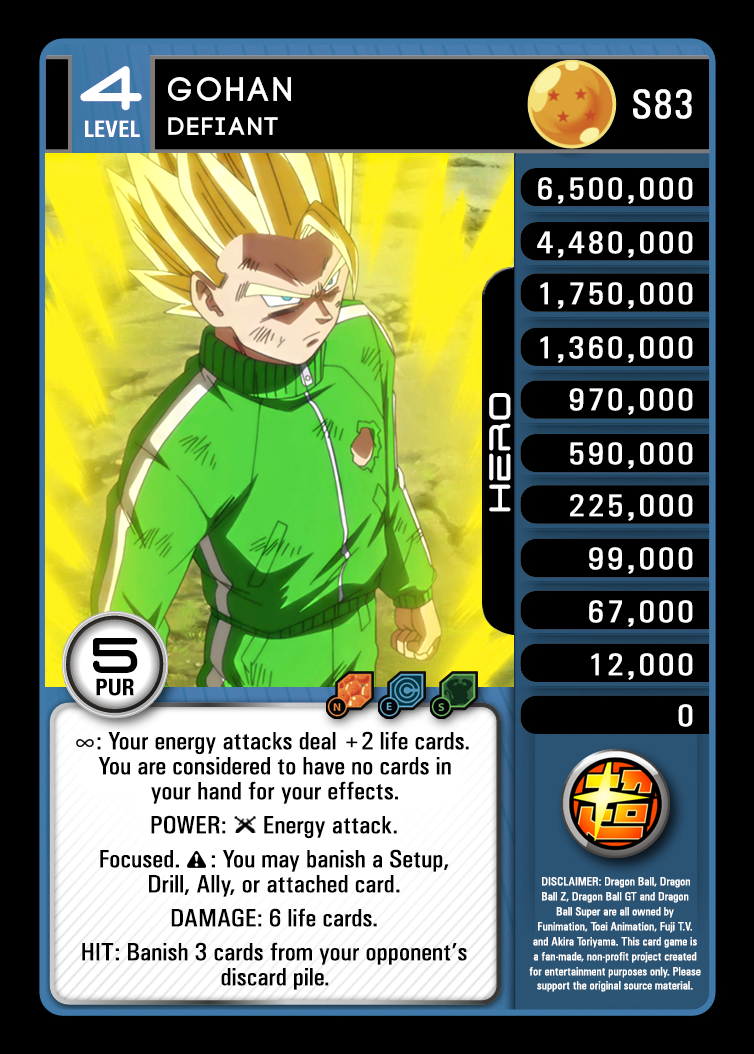 4
LEVEL
GOHAN
DEFIANT
S83
6,500,000
4,480,000
1,750,000
1,360,000
970,000
590,000
225,000
99,000
67,000
12,000
0
HERO
5
PUR
N E S
∞: Your energy attacks deal +2 life cards.
You are considered to have no cards in
your hand for your effects.
POWER: Energy attack.
Focused. : You may banish a Setup,
Drill, Ally, or attached card.
DAMAGE: 6 life cards.
HIT: Banish 3 cards from your opponent's
discard pile.
超
DISCLAIMER: Dragon Ball, Dragon
Ball Z, Dragon Ball GT and Dragon
Ball Super are all owned by
Funimation, Toei Animation, Fuji T.V.
and Akira Toriyama. This card game is
a fan-made, non-profit project created
for entertainment purposes only. Please
support the original source material.